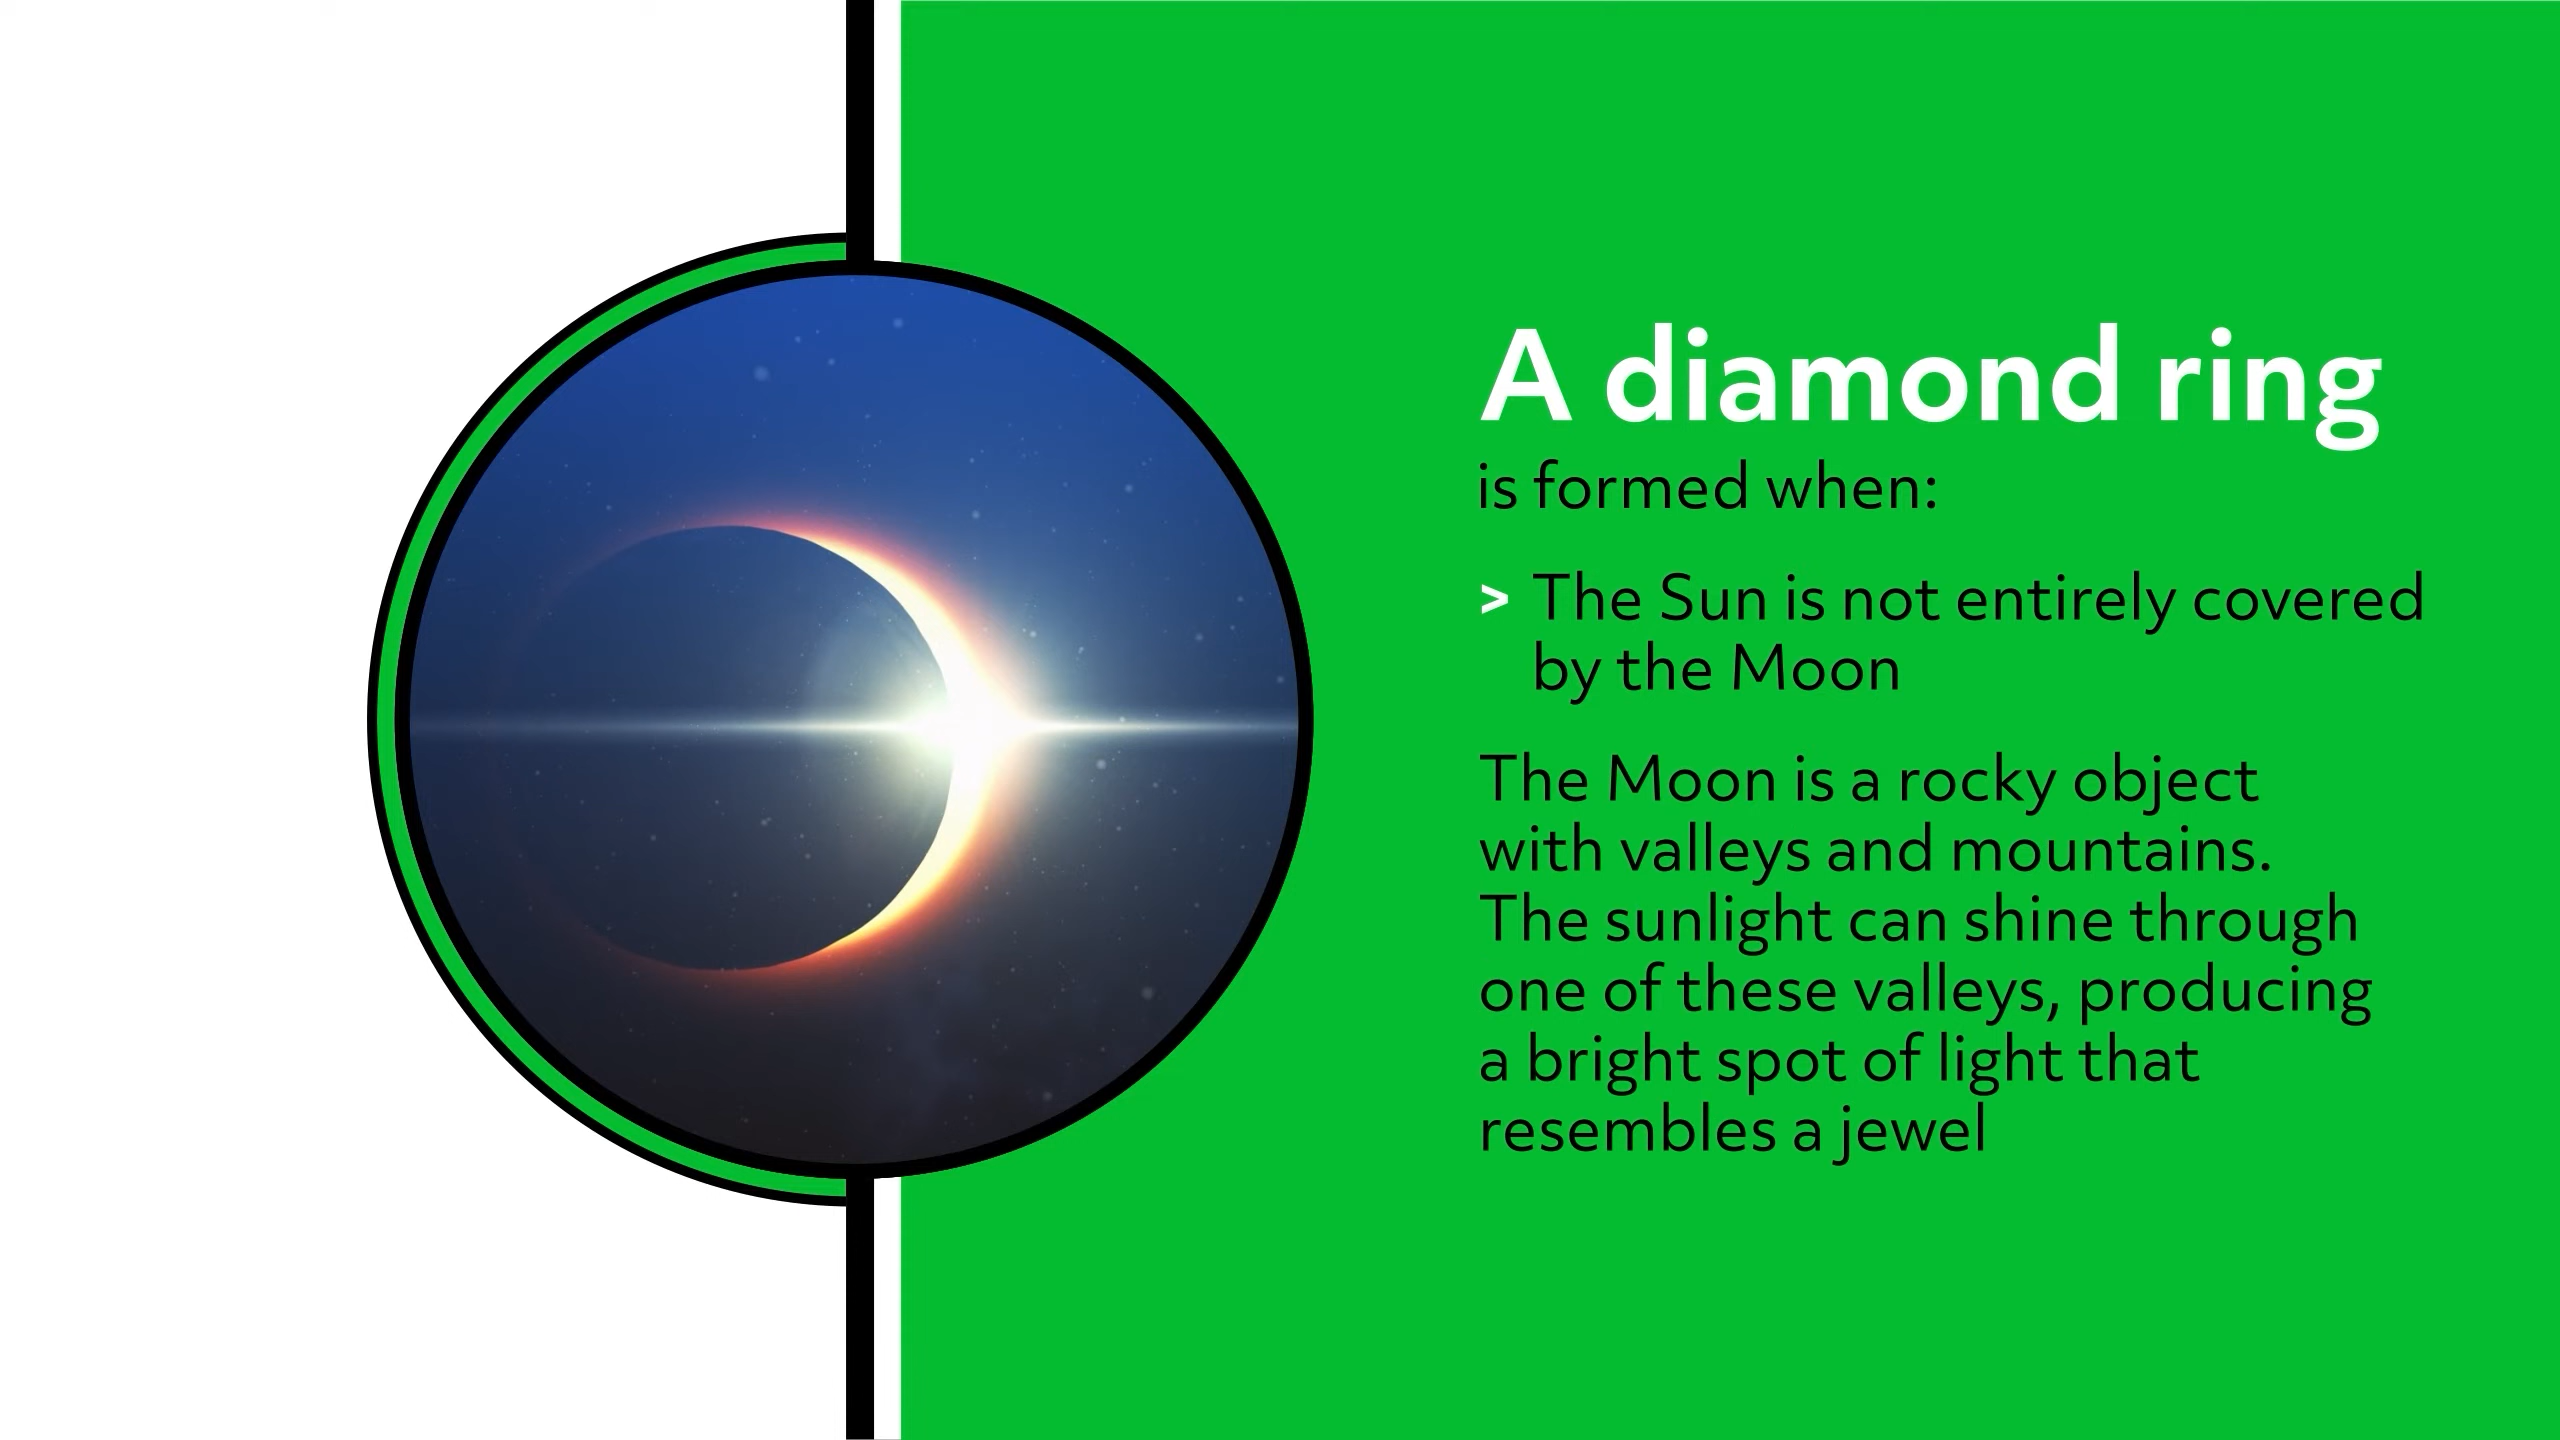 A diamond ring
is formed when:
> The Sun is not entirely covered
by the Moon
The Moon is a rocky object
with valleys and mountains.
The sunlight can shine through
one of these valleys, producing
a bright spot of light that
resembles a jewel